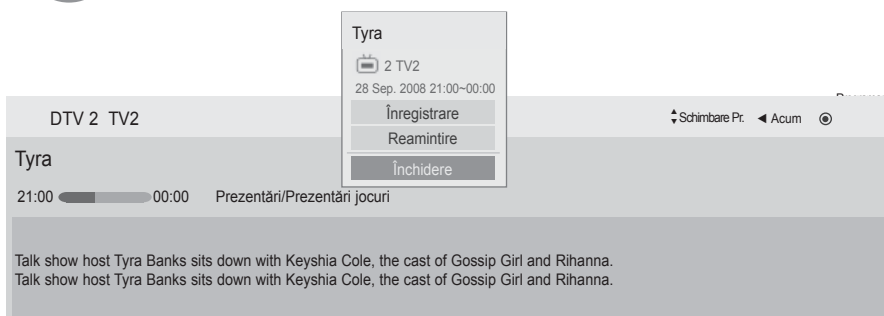 Tyra
2 TV2
28 Sep. 2008 21:00~00:00
Înregistrare
Reamintire
Închidere
DTV 2 TV2
Schimbare Pr. ◀ Acum
Tyra
21:00 00:00 Prezentări/Prezentări jocuri
Talk show host Tyra Banks sits down with Keyshia Cole, the cast of Gossip Girl and Rihanna.
Talk show host Tyra Banks sits down with Keyshia Cole, the cast of Gossip Girl and Rihanna.